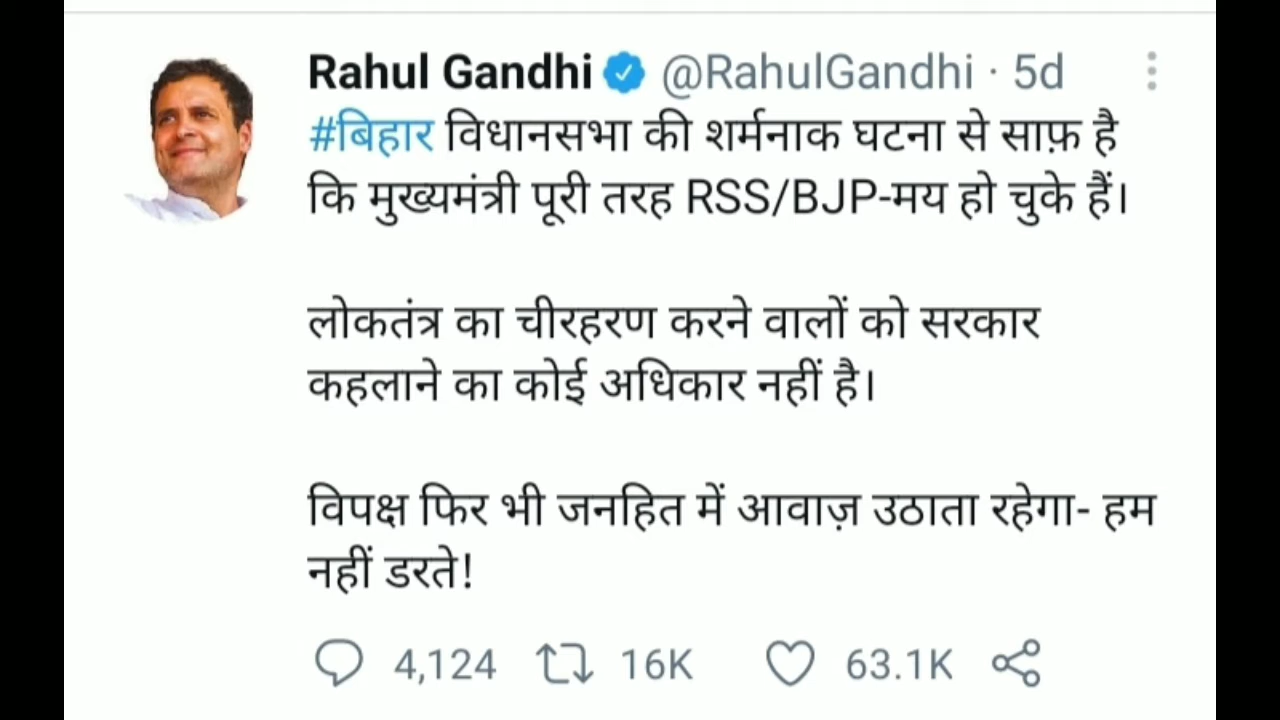 Rahul Gandhi @RahulGandhi · 5d
#बिहार विधानसभा की शर्मनाक घटना से साफ़ है
कि मुख्यमंत्री पूरी तरह RSS/BJP-मय हो चुके हैं।
लोकतंत्र का चीरहरण करने वालों को सरकार
कहलाने का कोई अधिकार नहीं है।
विपक्ष फिर भी जनहित में आवाज़ उठाता रहेगा- हम
नहीं डरते!
4,124 16K 63.1K